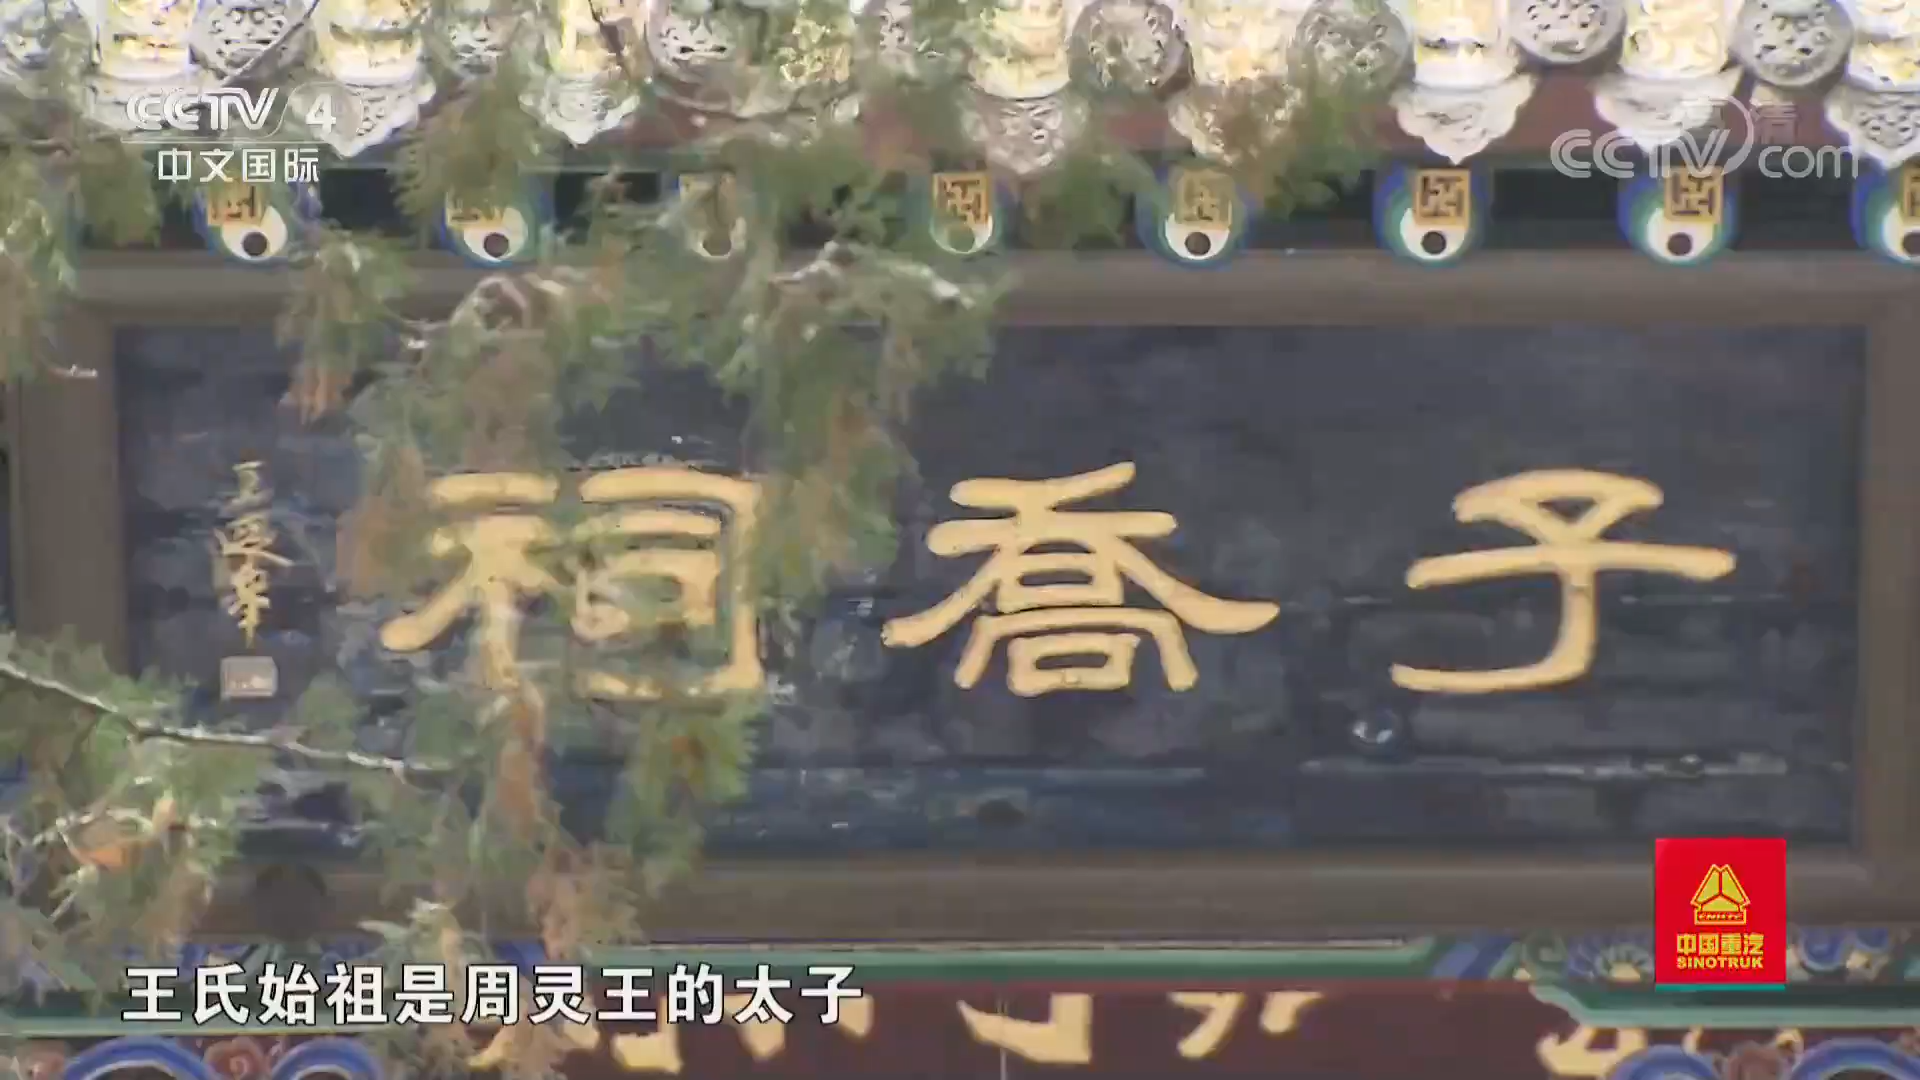 CCTV 4
中文国际
CCTV com
子喬祠
中国重汽
SINOTRUK
王氏始祖是周灵王的太子